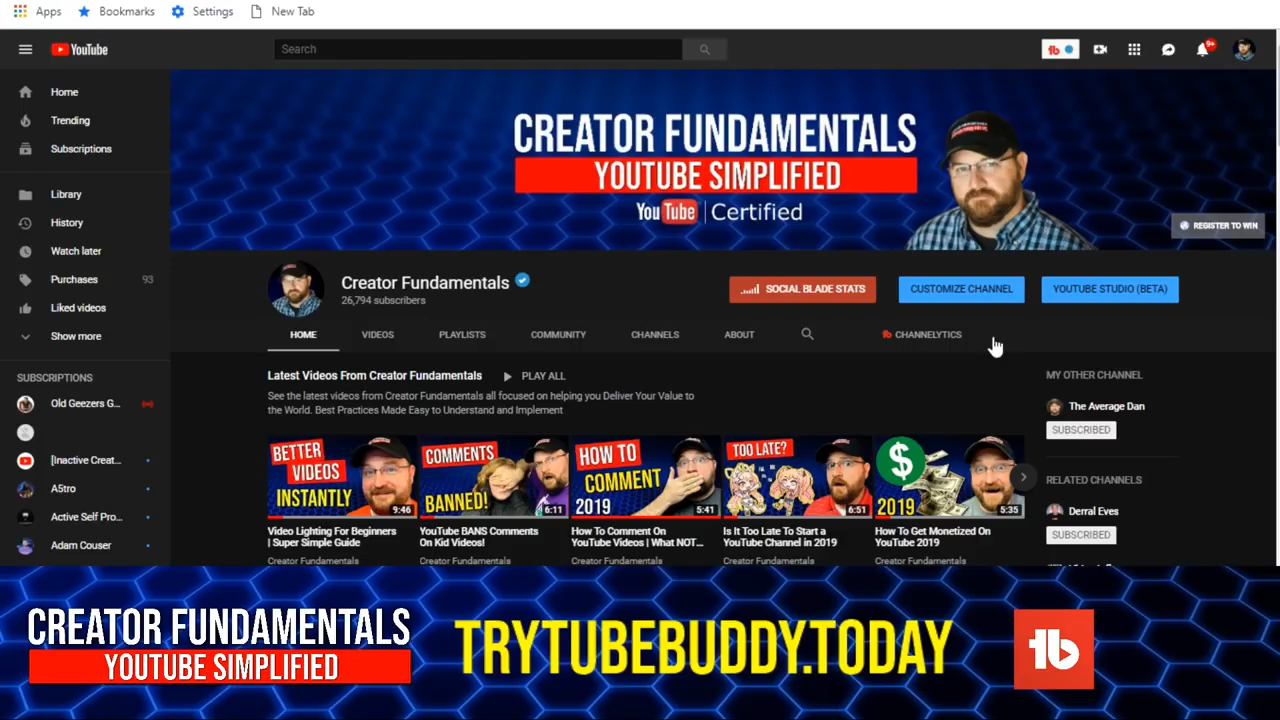 Apps Bookmarks Settings New Tab
YouTube Search 9+
Home
Trending
Subscriptions
Library
History
Watch later
Purchases 93
Liked videos
Show more
SUBSCRIPTIONS
Old Geezers G...
[Inactive Creat...
A5tro
Active Self Pro...
Adam Couser
CREATOR FUNDAMENTALS
YOUTUBE SIMPLIFIED
YouTube | Certified
REGISTER TO WIN
Creator Fundamentals
26,794 subscribers
SOCIAL BLADE STATS CUSTOMIZE CHANNEL YOUTUBE STUDIO (BETA)
HOME VIDEOS PLAYLISTS COMMUNITY CHANNELS ABOUT CHANNELYTICS
Latest Videos From Creator Fundamentals PLAY ALL
See the latest videos from Creator Fundamentals all focused on helping you Deliver Your Value to
the World. Best Practices Made Easy to Understand and Implement
BETTER
VIDEOS
INSTANTLY
9:46
Video Lighting For Beginners
| Super Simple Guide
Creator Fundamentals
COMMENTS
BANNED!
6:11
YouTube BANS Comments
On Kid Videos!
Creator Fundamentals
HOW TO
COMMENT
2019
5:41
How To Comment On
YouTube Videos | What NOT...
Creator Fundamentals
TOO LATE?
6:51
Is It Too Late To Start a
YouTube Channel in 2019
Creator Fundamentals
$
2019
5:35
How To Get Monetized On
YouTube 2019
Creator Fundamentals
MY OTHER CHANNEL
The Average Dan
SUBSCRIBED
RELATED CHANNELS
Derral Eves
SUBSCRIBED
CREATOR FUNDAMENTALS
YOUTUBE SIMPLIFIED
TRYTUBEBUDDY.TODAY
tb